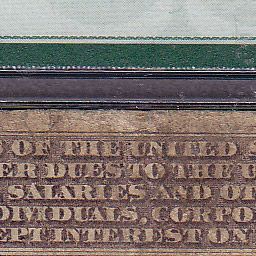 OF THE UNITED S
ER DUES TO THE U
SALARIES AND OT
DIVIDUALS, CORPO
EPT INTEREST ON